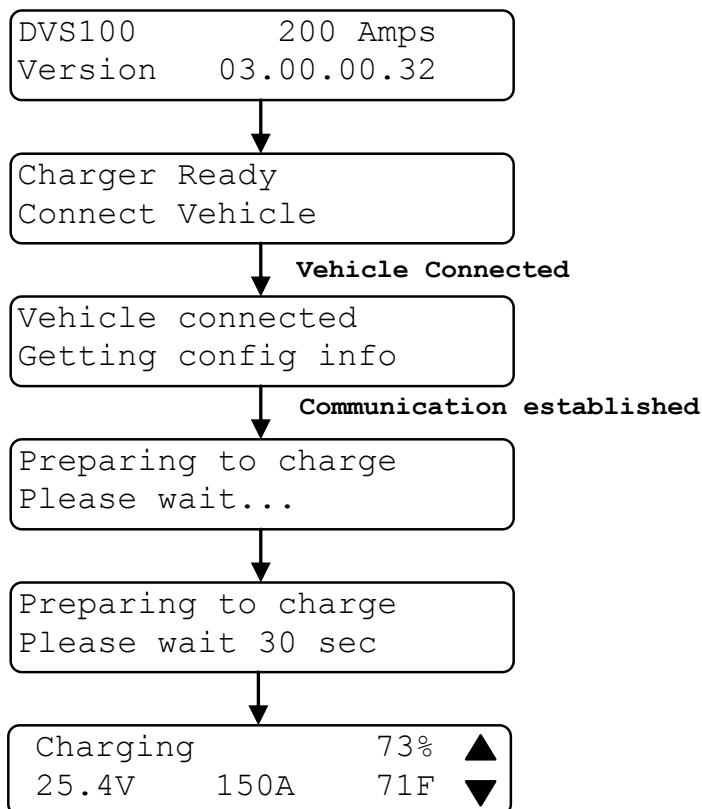 DVS100 200 Amps
Version 03.00.00.32
Charger Ready
Connect Vehicle
Vehicle Connected
Vehicle connected
Getting config info
Communication established
Preparing to charge
Please wait...
Preparing to charge
Please wait 30 sec
Charging 73%
25.4V 150A 71F